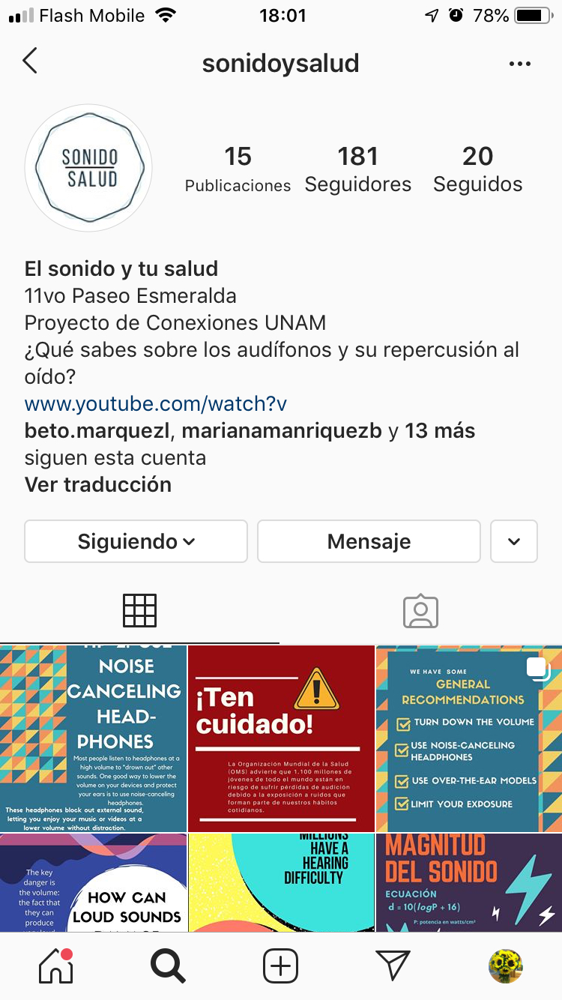 Flash Mobile
18:01
78%
sonidoysalud
SONIDO
SALUD
15
Publicaciones
181
Seguidores
20
Seguidos
El sonido y tu salud
11vo Paseo Esmeralda
Proyecto de Conexiones UNAM
¿Qué sabes sobre los audífonos y su repercusión al
oído?
www.youtube.com/watch?v
beto.marquezl, marianamanriquezb y 13 más
siguen esta cuenta
Ver traducción
Siguiendo
Mensaje
NOISE
CANCELING
HEAD-
PHONES
Most people listen to headphones at a
high volume to "drown out" other
sounds. One good way to lower the
volume on your devices and protect
your ears is to use noise-canceling
headphones.
These headphones block out external sound,
letting you enjoy your music or videos at a
lower volume without distraction.
¡Ten
cuidado!
La Organización Mundial de la Salud
(OMS) advierte que 1.100 millones de
jóvenes de todo el mundo están en
riesgo de sufrir pérdidas de audición
debido a la exposición a ruidos que
forman parte de nuestros hábitos
cotidianos.
WE HAVE SOME
GENERAL
RECOMMENDATIONS
TURN DOWN THE VOLUME
USE NOISE-CANCELING
HEADPHONES
USE OVER-THE-EAR MODELS
LIMIT YOUR EXPOSURE
The key
danger is
the volume:
the fact that
they can
produce
HOW CAN
LOUD SOUNDS
MILLIONS
HAVE A
HEARING
DIFFICULTY
MAGNITUD
DEL SONIDO
ECUACIÓN
d = 10(logP + 16)
P: potencia en watts/cm²